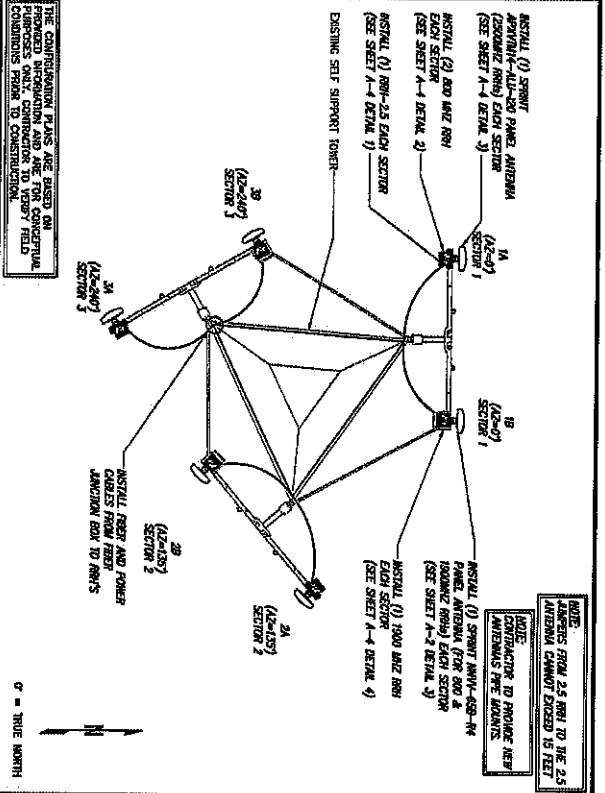 NOTE:
JUMPERS FROM 2.5 RRH TO THE 2.5
ANTENNA CANNOT EXCEED 15 FEET
NOTE:
CONTRACTOR TO PROVIDE NEW
ANTENNAS PIPE MOUNTS.
INSTALL (1) SPRINT
APXVTM14-ALU-I20 PANEL ANTENNA
(2500MHZ RRHs) EACH SECTOR
(SEE SHEET A-4 DETAIL 3)
INSTALL (2) 800 MHZ RRH
EACH SECTOR
(SEE SHEET A-4 DETAIL 2)
INSTALL (1) RRH-2.5 EACH SECTOR
(SEE SHEET A-4 DETAIL 1)
EXISTING SELF SUPPORT TOWER
1A
(AZ=0°)
SECTOR 1
1B
(AZ=0°)
SECTOR 1
INSTALL (1) SPRINT NNVV-65B-R4
PANEL ANTENNA (FOR 800 &
1900MHZ RRHs) EACH SECTOR
(SEE SHEET A-2 DETAIL 3)
INSTALL (1) 1900 MHZ RRH
EACH SECTOR
(SEE SHEET A-4 DETAIL 4)
3B
(AZ=240°)
SECTOR 3
3A
(AZ=240°)
SECTOR 3
2A
(AZ=135°)
SECTOR 2
2B
(AZ=135°)
SECTOR 2
INSTALL FIBER AND POWER
CABLES FROM FIBER
JUNCTION BOX TO RRH'S
THE CONFIGURATION PLANS ARE BASED ON
PROVIDED INFORMATION AND ARE FOR CONCEPTUAL
PURPOSES ONLY. CONTRACTOR TO VERIFY FIELD
CONDITIONS PRIOR TO CONSTRUCTION.
N
0° = TRUE NORTH